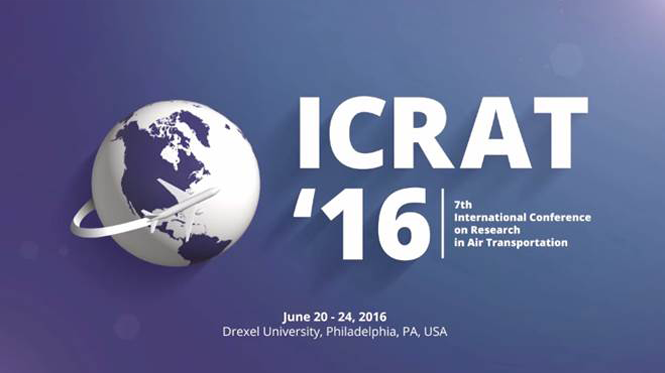 ICRAT
‘16
7th
International Conference
on Research
in Air Transportation
June 20 - 24, 2016
Drexel University, Philadelphia, PA, USA